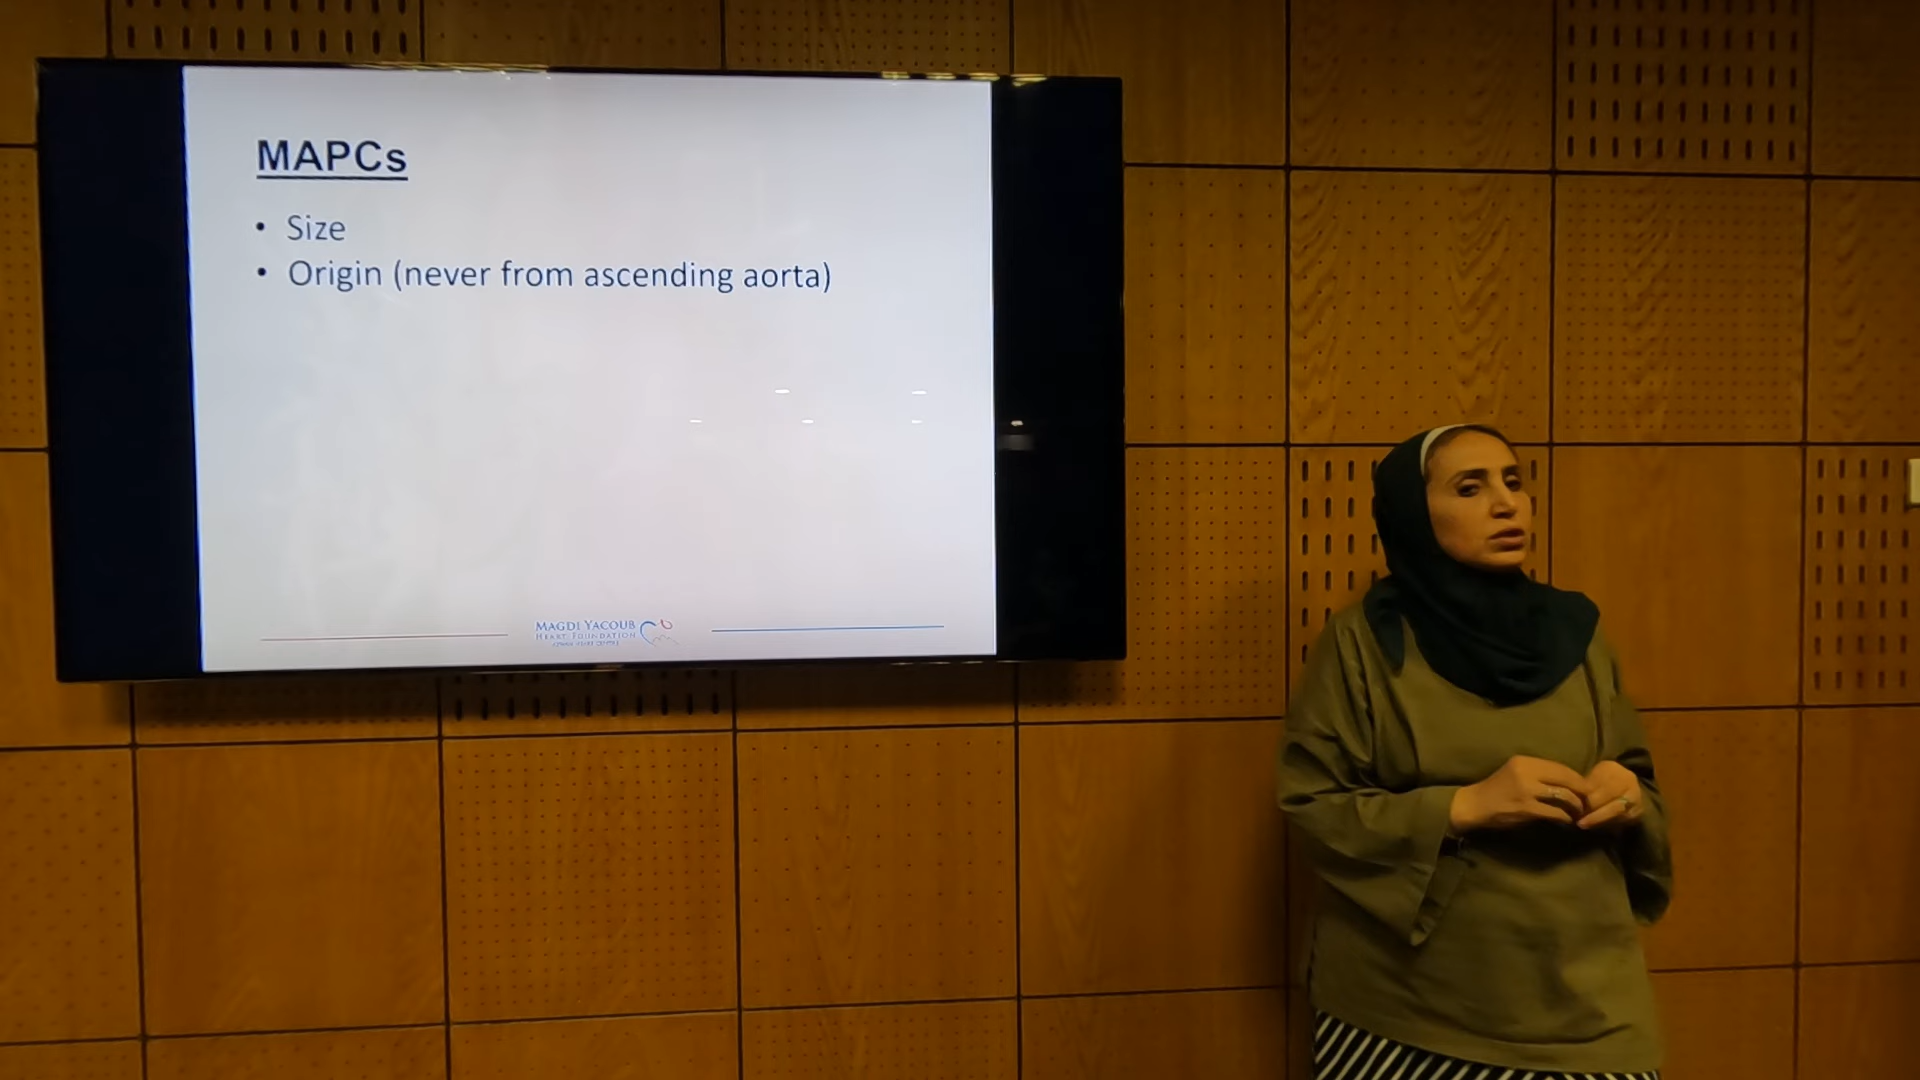 MAPCs
• Size
• Origin (never from ascending aorta)
MAGDI YACOUB
HEART FOUNDATION